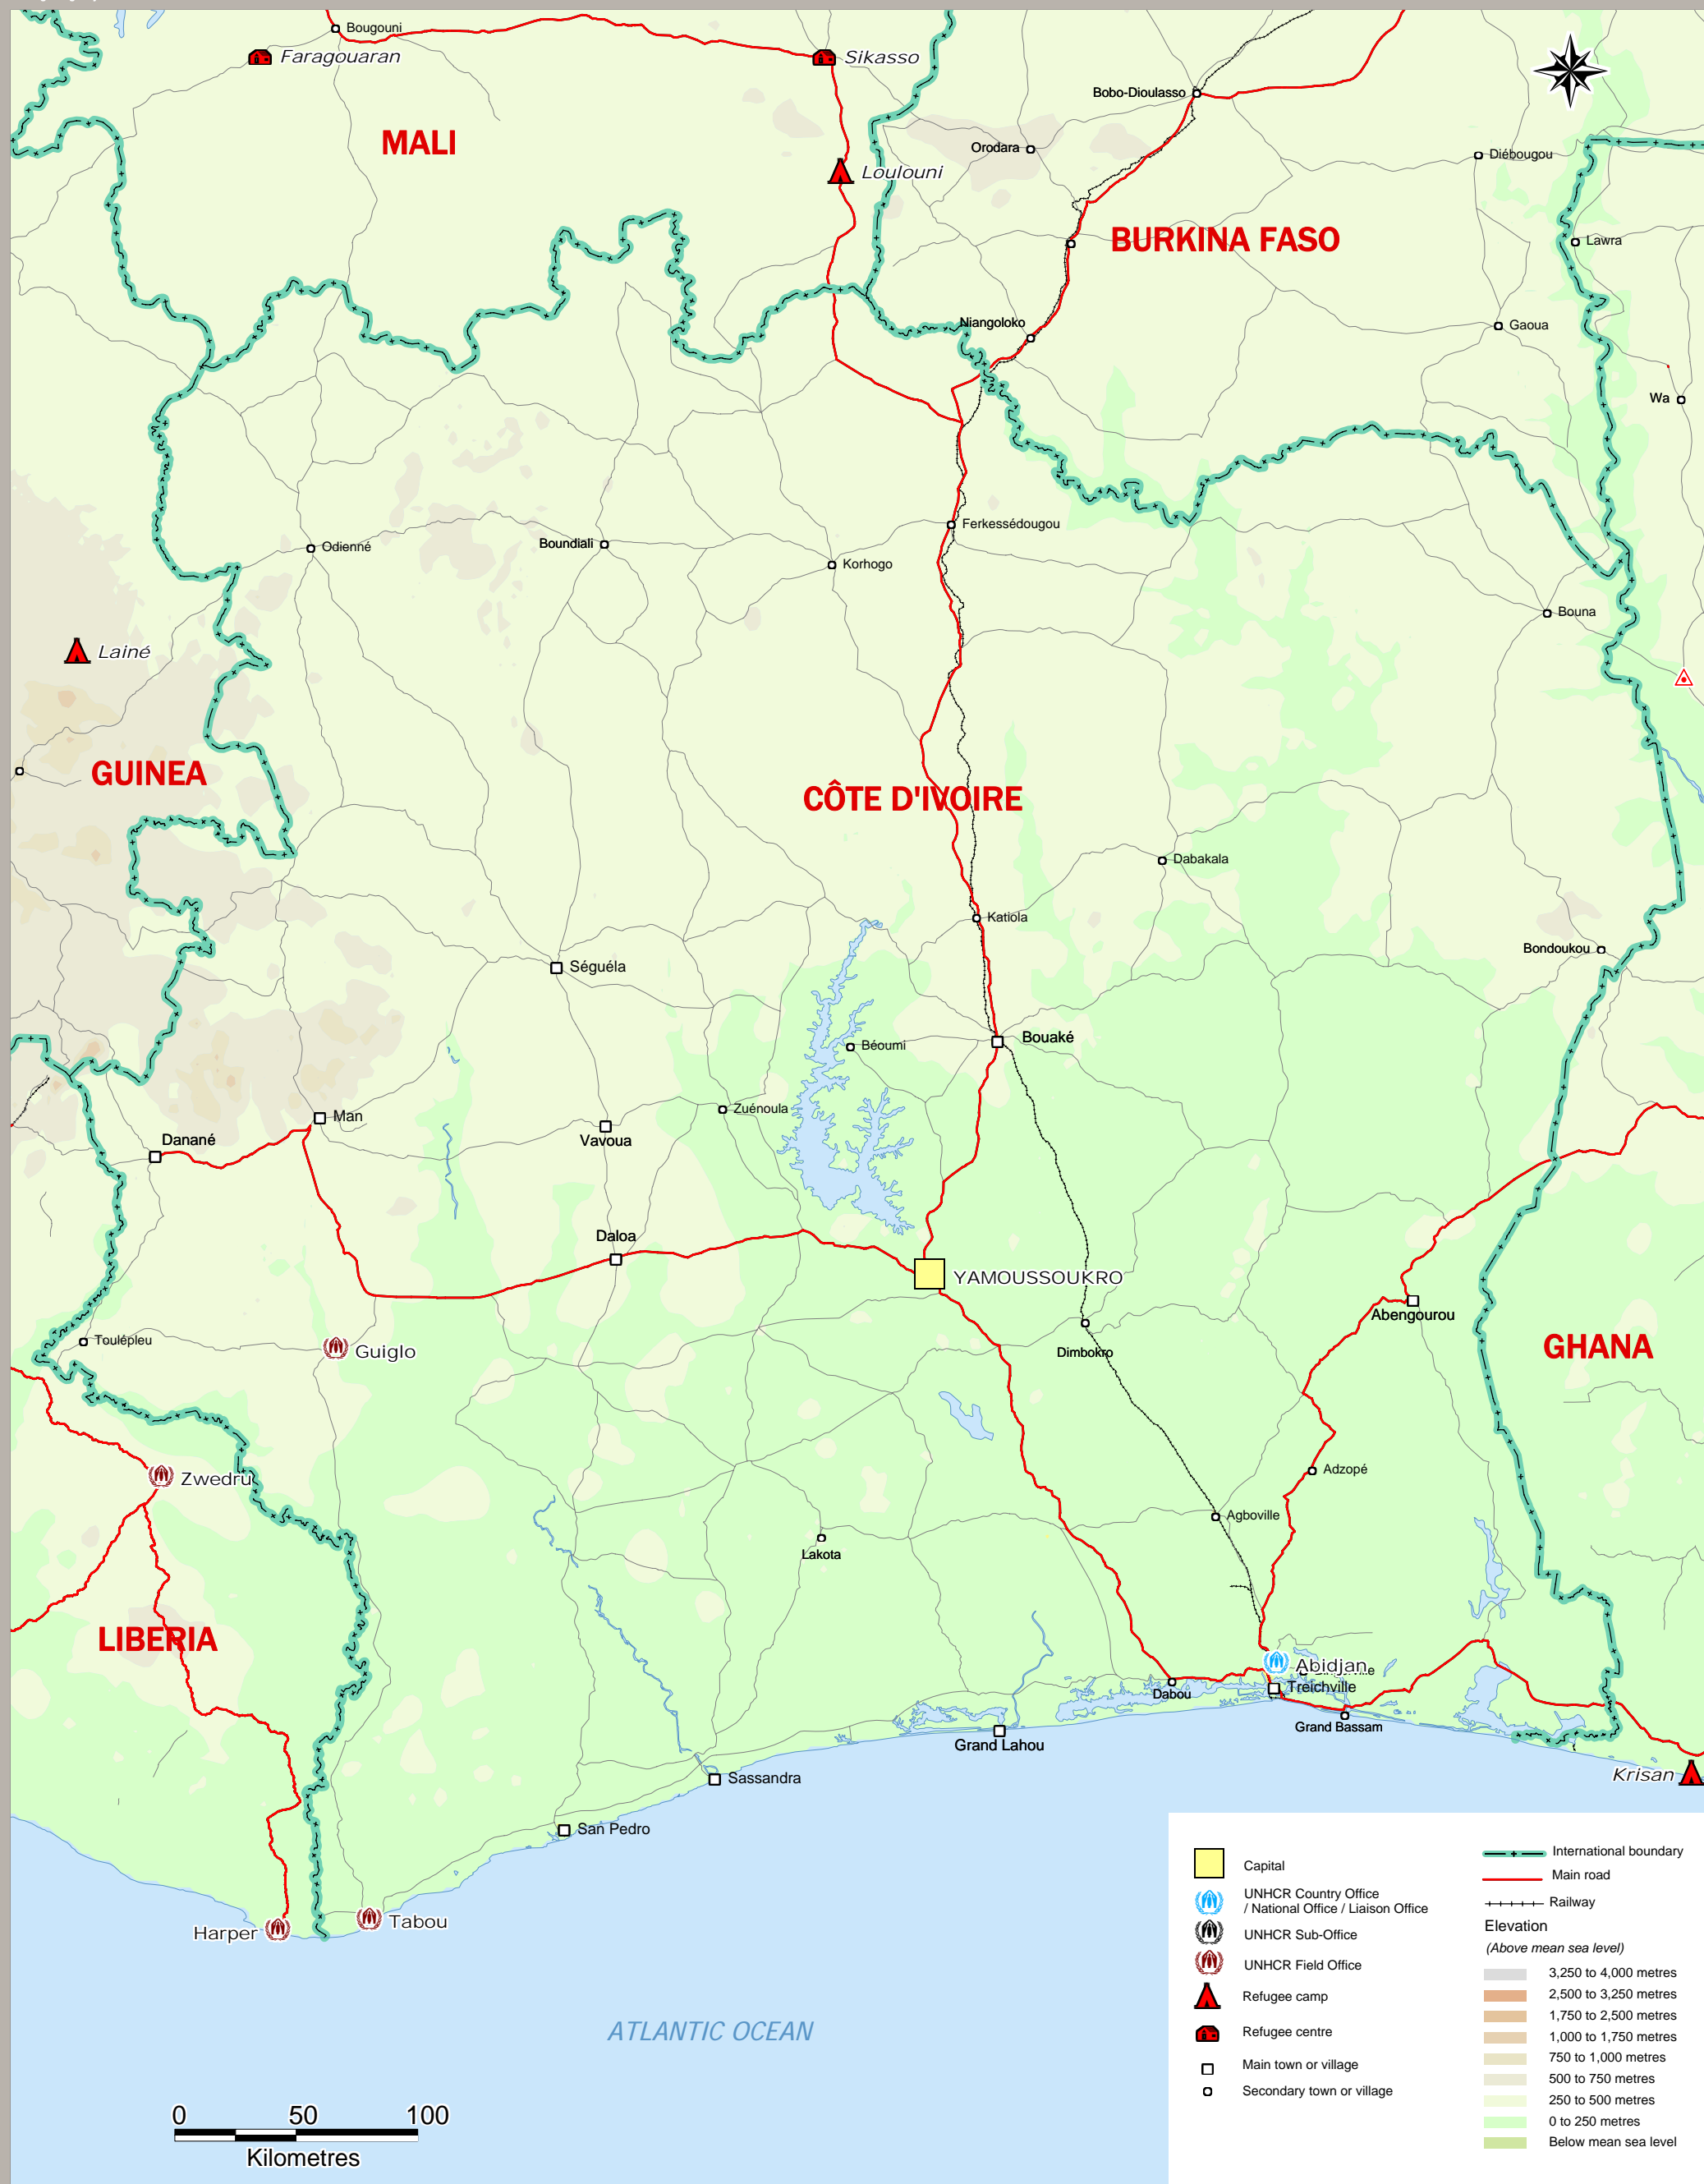 Bougouni
Faragouaran
Sikasso
Bobo-Dioulasso
MALI
Orodara
Diébougou
Loulouni
BURKINA FASO
Lawra
Niangoloko
Gaoua
Wa
Ferkessédougou
Odienné
Boundiali
Korhogo
Bouna
Lainé
GUINEA
CÔTE D'IVOIRE
Dabakala
Katiola
Bondoukou
Séguéla
Bouaké
Béoumi
Man
Zuénoula
Danané
Vavoua
Daloa
YAMOUSSOUKRO
Abengourou
Toulépleu
Guiglo
Dimbokro
GHANA
Zwedru
Adzopé
Agboville
Lakota
LIBERIA
Abidjan
Treichville
Dabou
Grand Bassam
Grand Lahou
Krisan
Sassandra
San Pedro
Harper
Tabou
ATLANTIC OCEAN
0 50 100
Kilometres
Capital
UNHCR Country Office
/ National Office / Liaison Office
UNHCR Sub-Office
UNHCR Field Office
Refugee camp
Refugee centre
Main town or village
Secondary town or village
International boundary
Main road
Railway
Elevation
(Above mean sea level)
3,250 to 4,000 metres
2,500 to 3,250 metres
1,750 to 2,500 metres
1,000 to 1,750 metres
750 to 1,000 metres
500 to 750 metres
250 to 500 metres
0 to 250 metres
Below mean sea level